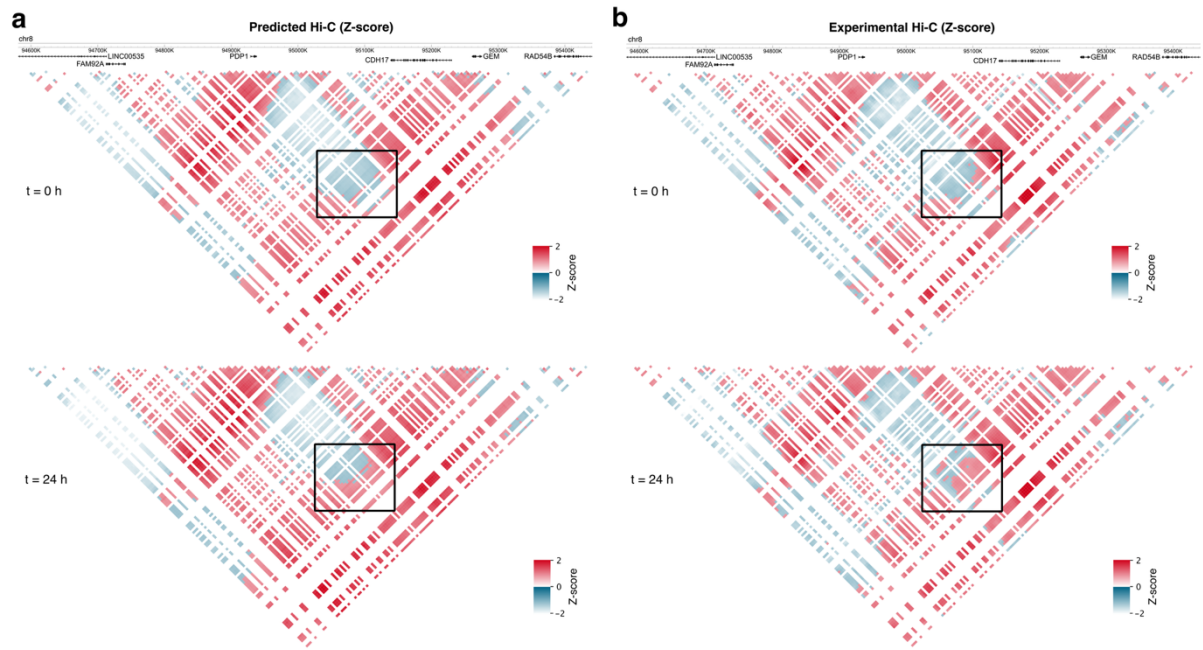 a
Predicted Hi-C (Z-score)
chr8
94600K 94700K 94800K 94900K 95000K 95100K 95200K 95300K 95400K
LINC00535 PDP1 CDH17 GEM RAD54B
FAM92A
t = 0 h
2
0
−2
Z-score
t = 24 h
2
0
−2
Z-score
b
Experimental Hi-C (Z-score)
chr8
94600K 94700K 94800K 94900K 95000K 95100K 95200K 95300K 95400K
LINC00535 PDP1 CDH17 GEM RAD54B
FAM92A
t = 0 h
2
0
−2
Z-score
t = 24 h
2
0
−2
Z-score